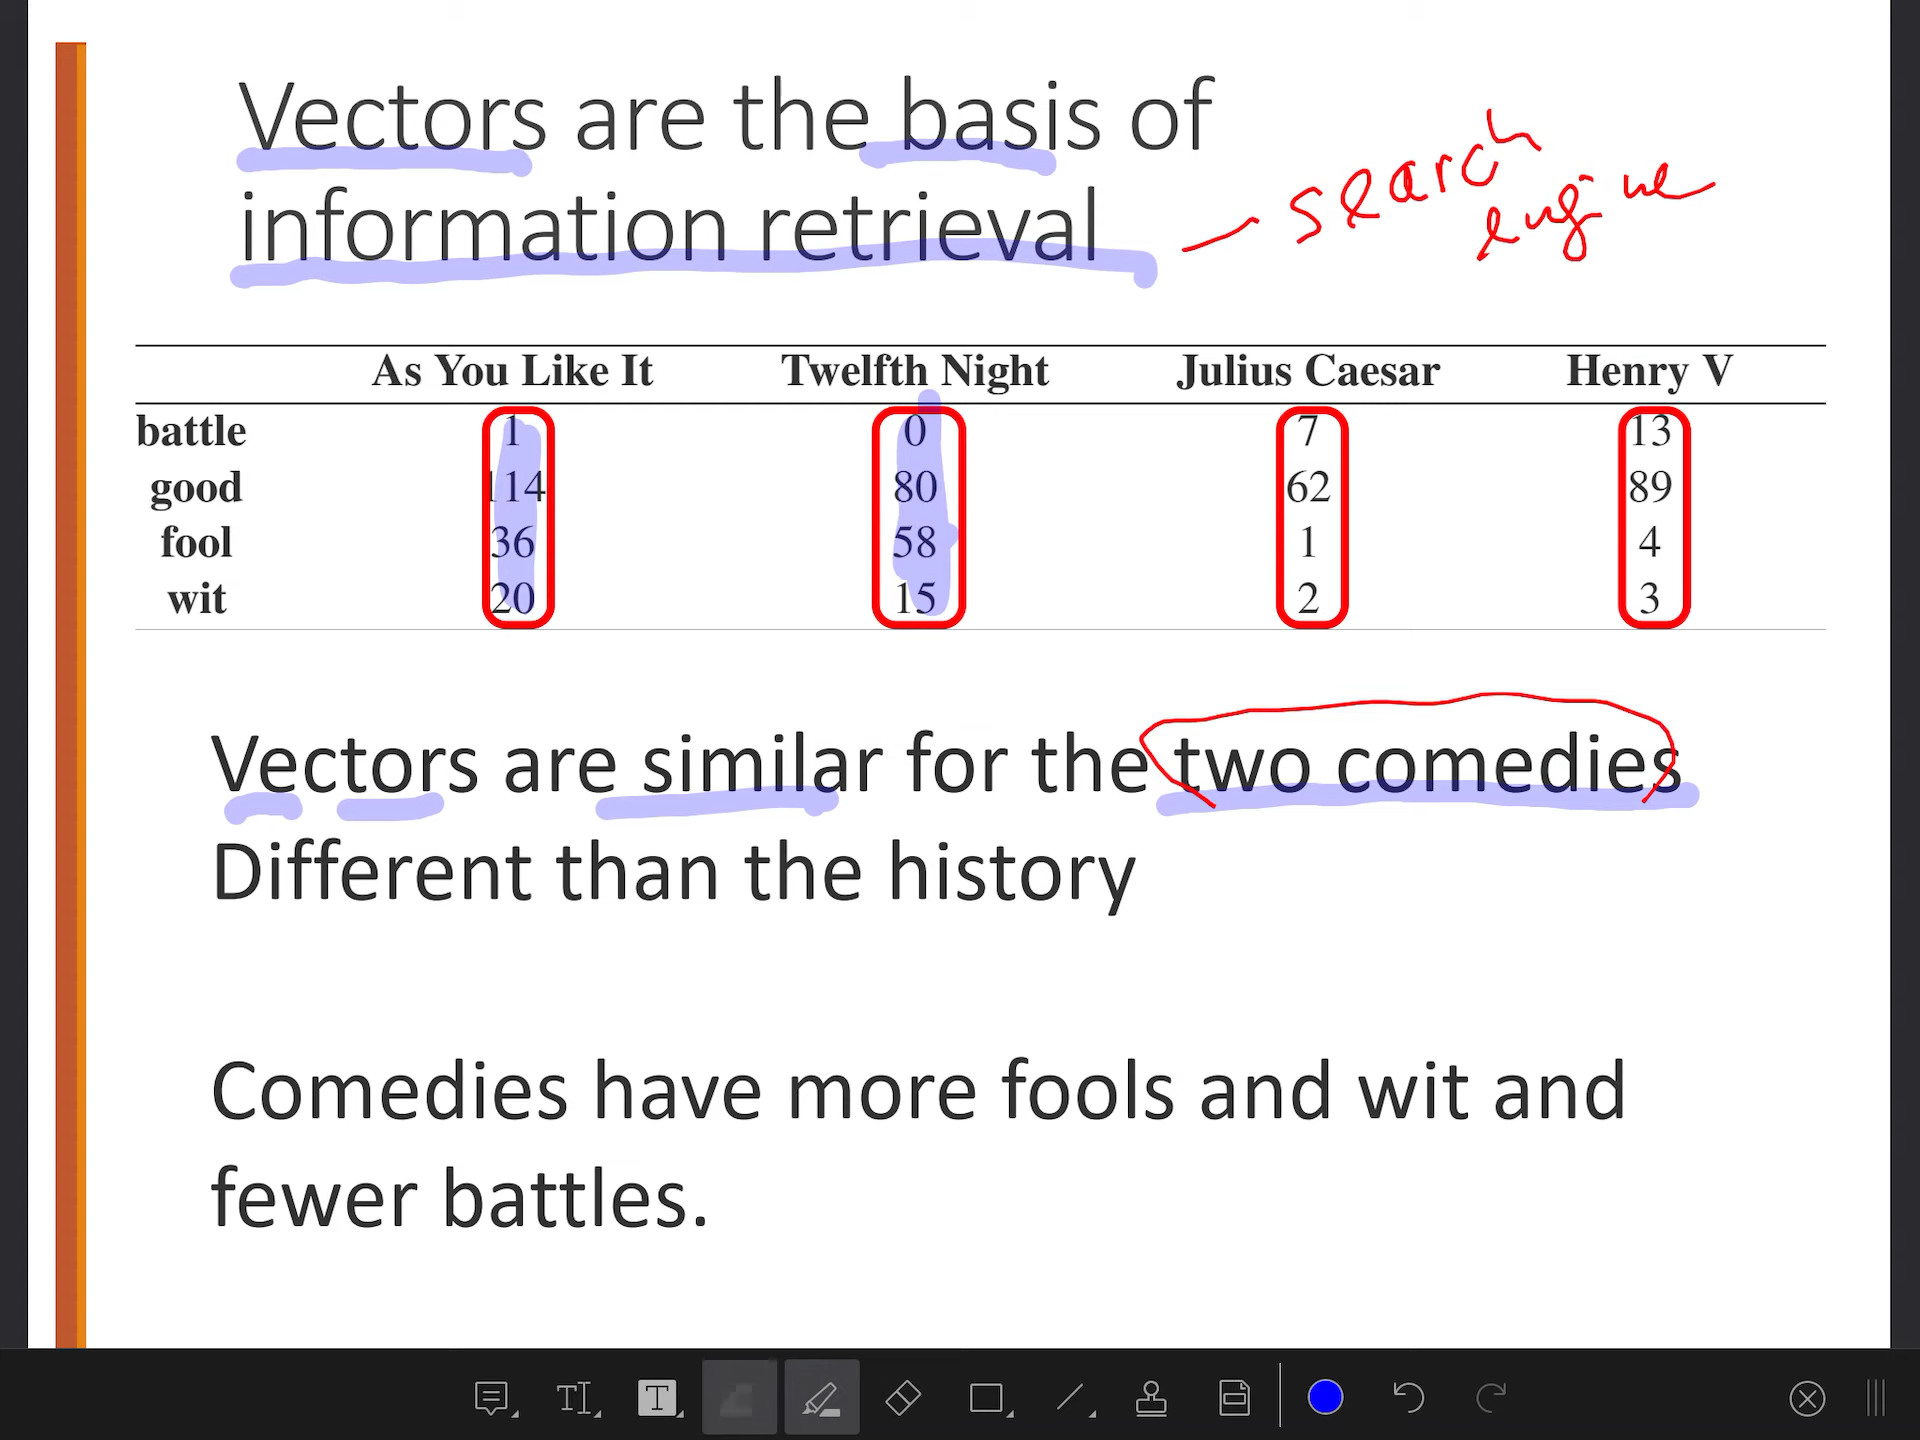 Vectors are the basis of
information retrieval
— search
engine
As You Like It Twelfth Night Julius Caesar Henry V
battle 1 0 7 13
good 114 80 62 89
fool 36 58 1 4
wit 20 15 2 3
Vectors are similar for the two comedies
Different than the history
Comedies have more fools and wit and
fewer battles.